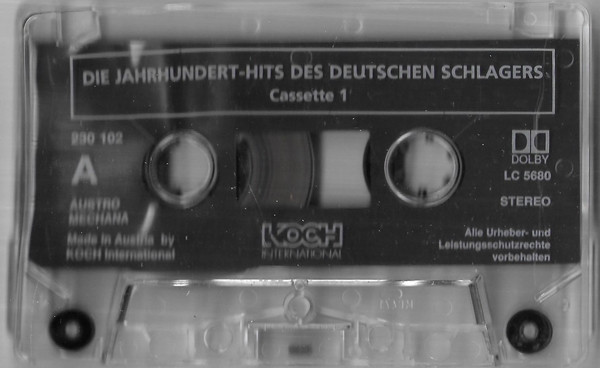 DIE JAHRHUNDERT-HITS DES DEUTSCHEN SCHLAGERS
Cassette 1
230 102
A
AUSTRO
MECHANA
Made in Austria by
KOCH International
KOCH
INTERNATIONAL
DOLBY
LC 5680
STEREO
Alle Urheber- und
Leistungsschutzrechte
vorbehalten